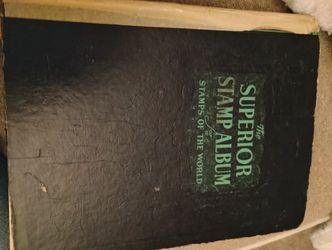 The
SUPERIOR
STAMP ALBUM
for
STAMPS OF THE WORLD